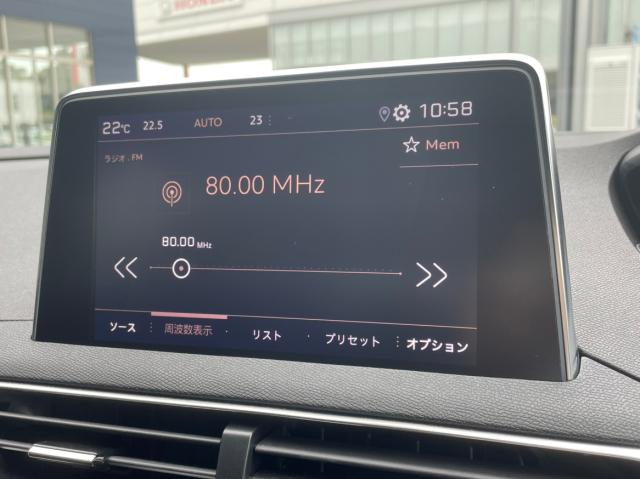 22℃ 22.5 AUTO 23 10:58
ラジオ . FM
Mem
80.00 MHz
80.00 MHz
ソース 周波数表示 リスト プリセット オプション